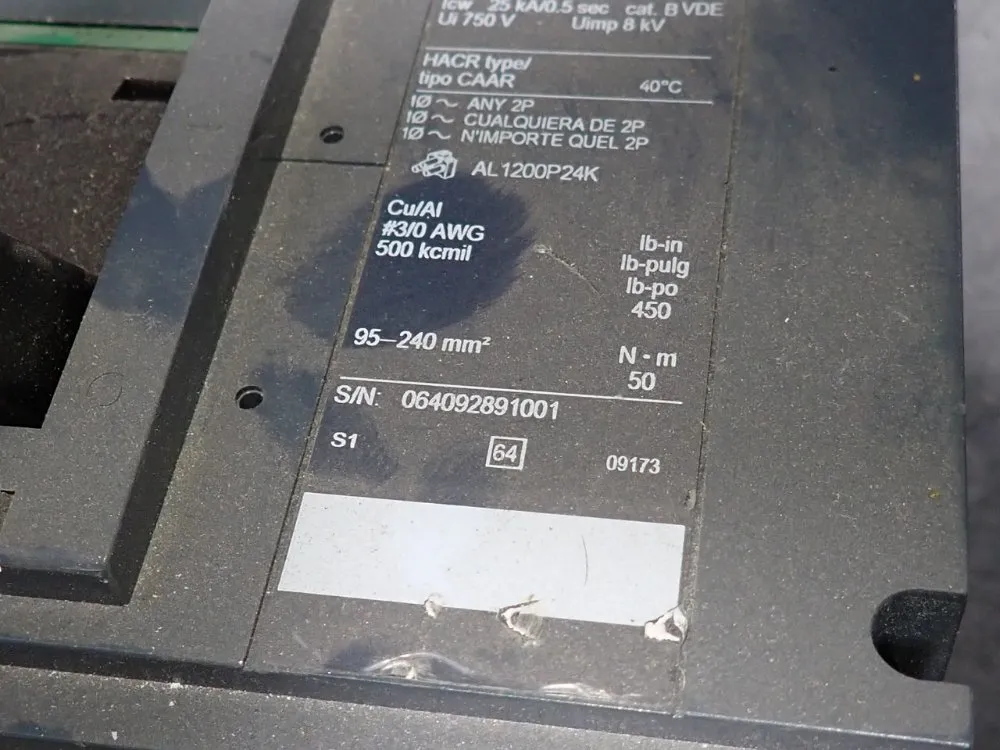 Icw 25 kA/0.5 sec cat. B VDE
Ui 750 V Uimp 8 kV
HACR type/
tipo CAAR 40°C
1Ø ~ ANY 2P
1Ø ~ CUALQUIERA DE 2P
1Ø ~ N'IMPORTE QUEL 2P
AL1200P24K
Cu/Al
#3/0 AWG
500 kcmil
lb-in
lb-pulg
lb-po
450
95–240 mm²
N - m
50
S/N: 064092891001
S1 64 09173